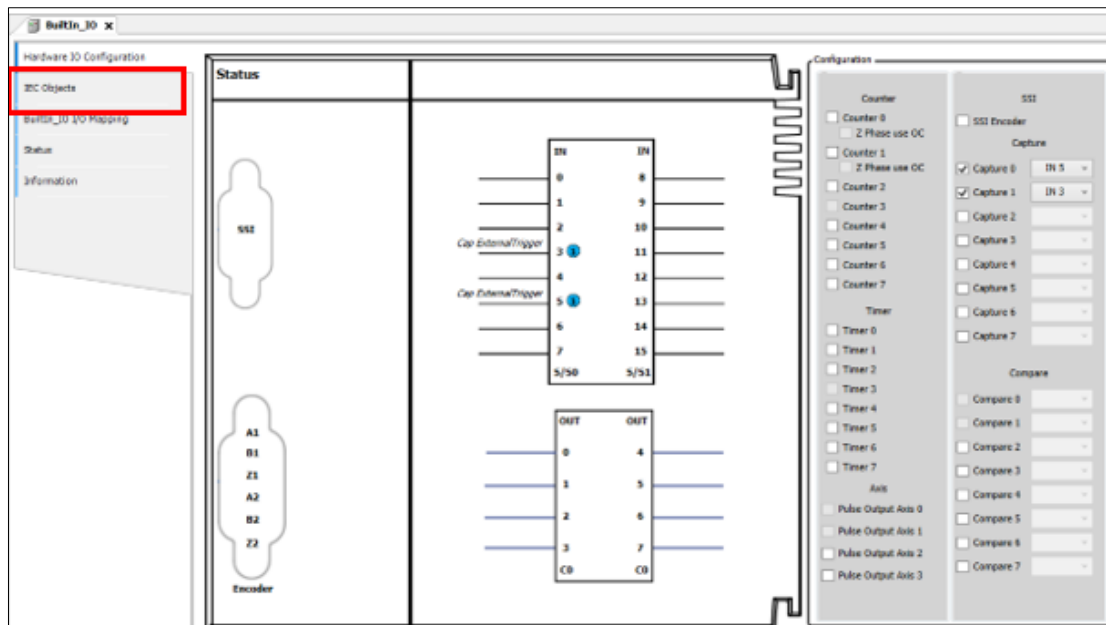 BuiltIn_IO x
Hardware IO Configuration
IEC Objects
BuiltIn_IO I/O Mapping
Status
Information
Status
SSI
A1
B1
Z1
A2
B2
Z2
Encoder
IN IN
0 8
1 9
2 10
Cap ExternalTrigger 3 1 11
4 12
Cap ExternalTrigger 5 1 13
6 14
7 15
S/S0 S/S1
OUT OUT
0 4
1 5
2 6
3 7
C0 C0
Configuration
Counter
Counter 0
Z Phase use OC
Counter 1
Z Phase use OC
Counter 2
Counter 3
Counter 4
Counter 5
Counter 6
Counter 7
Timer
Timer 0
Timer 1
Timer 2
Timer 3
Timer 4
Timer 5
Timer 6
Timer 7
Axis
Pulse Output Axis 0
Pulse Output Axis 1
Pulse Output Axis 2
Pulse Output Axis 3
SSI
SSI Encoder
Capture
Capture 0 IN 5
Capture 1 IN 3
Capture 2
Capture 3
Capture 4
Capture 5
Capture 6
Capture 7
Compare
Compare 0
Compare 1
Compare 2
Compare 3
Compare 4
Compare 5
Compare 6
Compare 7